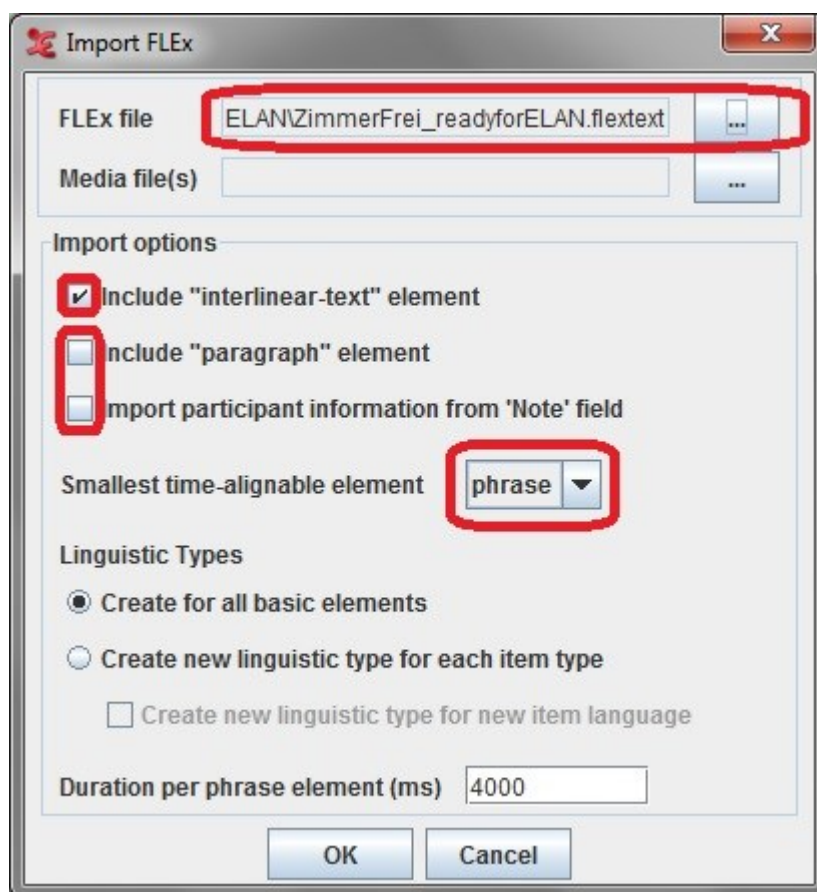 Import FLEx
x
FLEx file ELAN\ZimmerFrei_readyforELAN.flextext ...
Media file(s) ...
Import options
Include "interlinear-text" element
Include "paragraph" element
Import participant information from 'Note' field
Smallest time-alignable element phrase
Linguistic Types
Create for all basic elements
Create new linguistic type for each item type
Create new linguistic type for new item language
Duration per phrase element (ms) 4000
OK Cancel